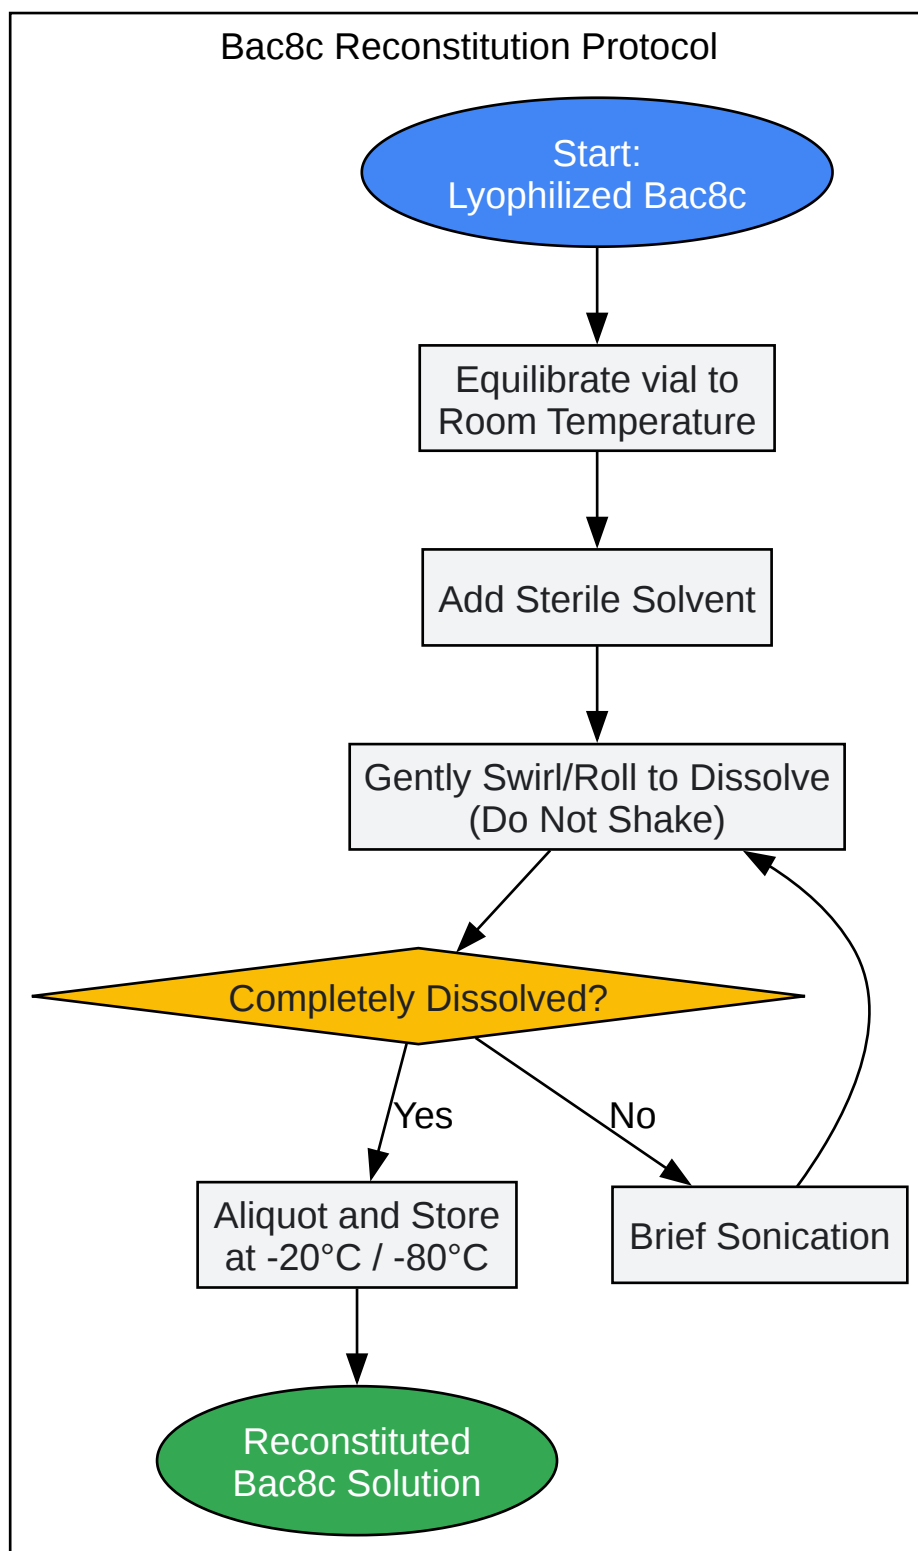 Bac8c Reconstitution Protocol
Start:
Lyophilized Bac8c
Equilibrate vial to
Room Temperature
Add Sterile Solvent
Gently Swirl/Roll to Dissolve
(Do Not Shake)
Completely Dissolved?
Yes
No
Aliquot and Store
at -20°C / -80°C
Brief Sonication
Reconstituted
Bac8c Solution